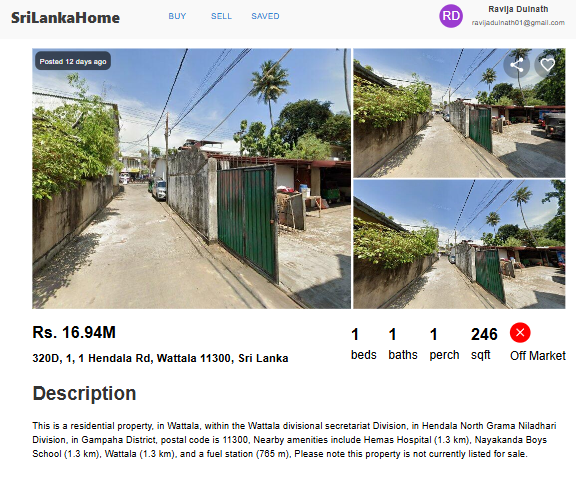 SriLankaHome
BUY SELL SAVED
RD
Ravija Dulnath
ravijadulnath01@gmail.com
Posted 12 days ago
Rs. 16.94M
320D, 1, 1 Hendala Rd, Wattala 11300, Sri Lanka
1 1 1 246
beds baths perch sqft Off Market
Description
This is a residential property, in Wattala, within the Wattala divisional secretariat Division, in Hendala North Grama Niladhari
Division, in Gampaha District, postal code is 11300, Nearby amenities include Hemas Hospital (1.3 km), Nayakanda Boys
School (1.3 km), Wattala (1.3 km), and a fuel station (765 m), Please note this property is not currently listed for sale.